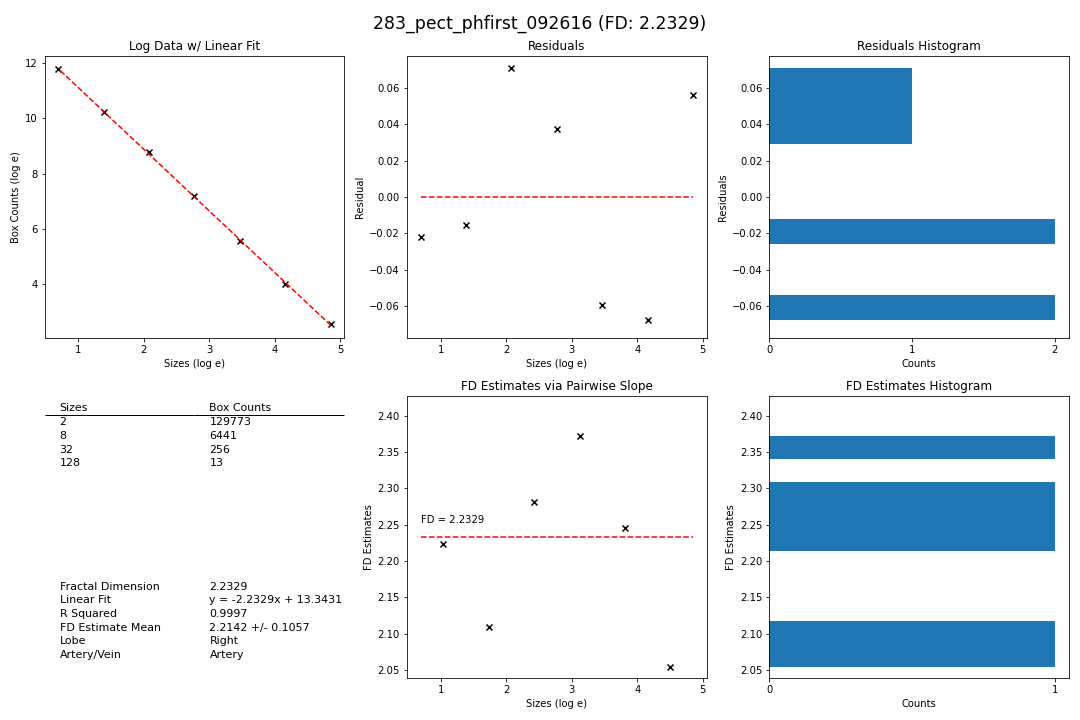 283_pect_phfirst_092616 (FD: 2.2329)
Log Data w/ Linear Fit
12
10
8
6
4
Box Counts (log e)
1 2 3 4 5
Sizes (log e)
Residuals
0.06
0.04
0.02
0.00
−0.02
−0.04
−0.06
Residual
1 2 3 4 5
Sizes (log e)
Residuals Histogram
0.06
0.04
0.02
0.00
−0.02
−0.04
−0.06
Residuals
0 1 2
Counts
Sizes Box Counts
2 129773
8 6441
32 256
128 13
Fractal Dimension 2.2329
Linear Fit y = -2.2329x + 13.3431
R Squared 0.9997
FD Estimate Mean 2.2142 +/- 0.1057
Lobe Right
Artery/Vein Artery
FD Estimates via Pairwise Slope
2.40
2.35
2.30
2.25
2.20
2.15
2.10
2.05
FD Estimates
FD = 2.2329
1 2 3 4 5
Sizes (log e)
FD Estimates Histogram
2.40
2.35
2.30
2.25
2.20
2.15
2.10
2.05
FD Estimates
0 1
Counts